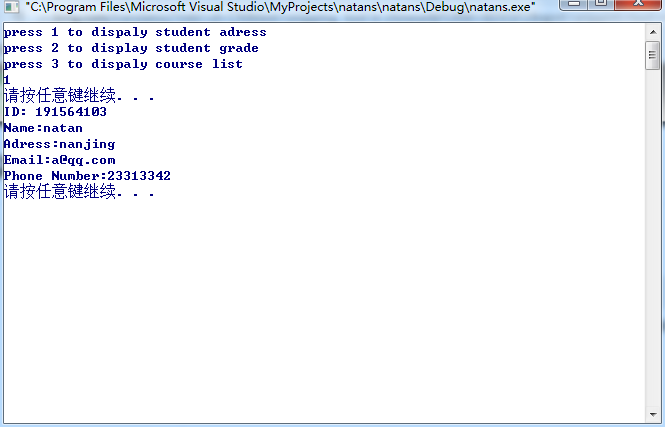 "C:\Program Files\Microsoft Visual Studio\MyProjects\natans\natans\Debug\natans.exe"
press 1 to dispaly student adress
press 2 to display student grade
press 3 to dispaly course list
1
请按任意键继续. . .
ID: 191564103
Name:natan
Adress:nanjing
Email:a@qq.com
Phone Number:23313342
请按任意键继续. . .